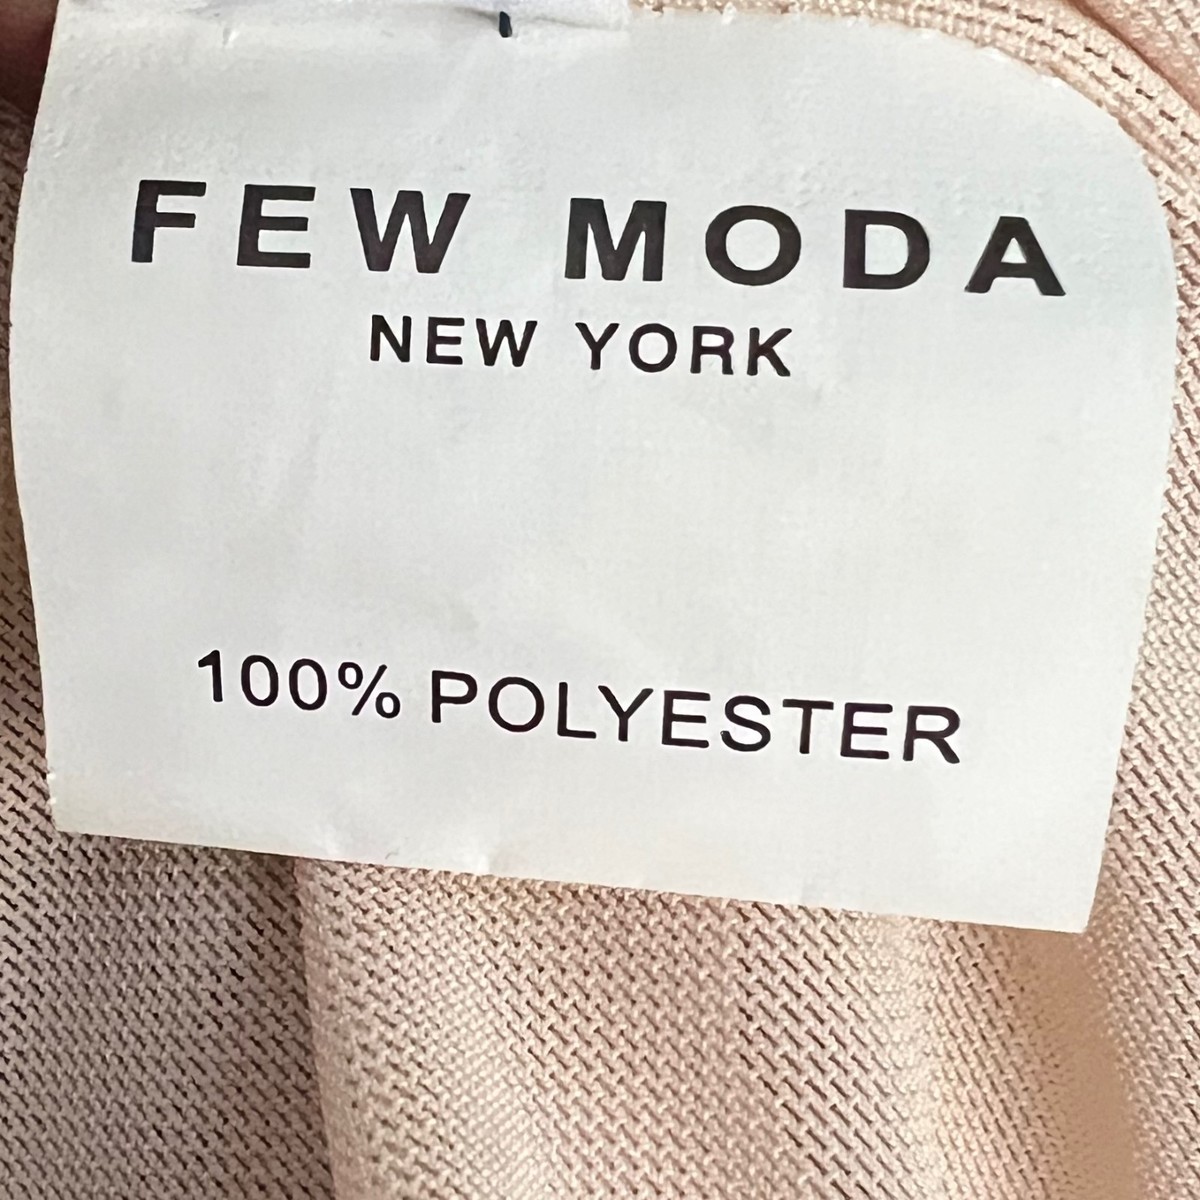 FEW MODA
NEW YORK
100% POLYESTER